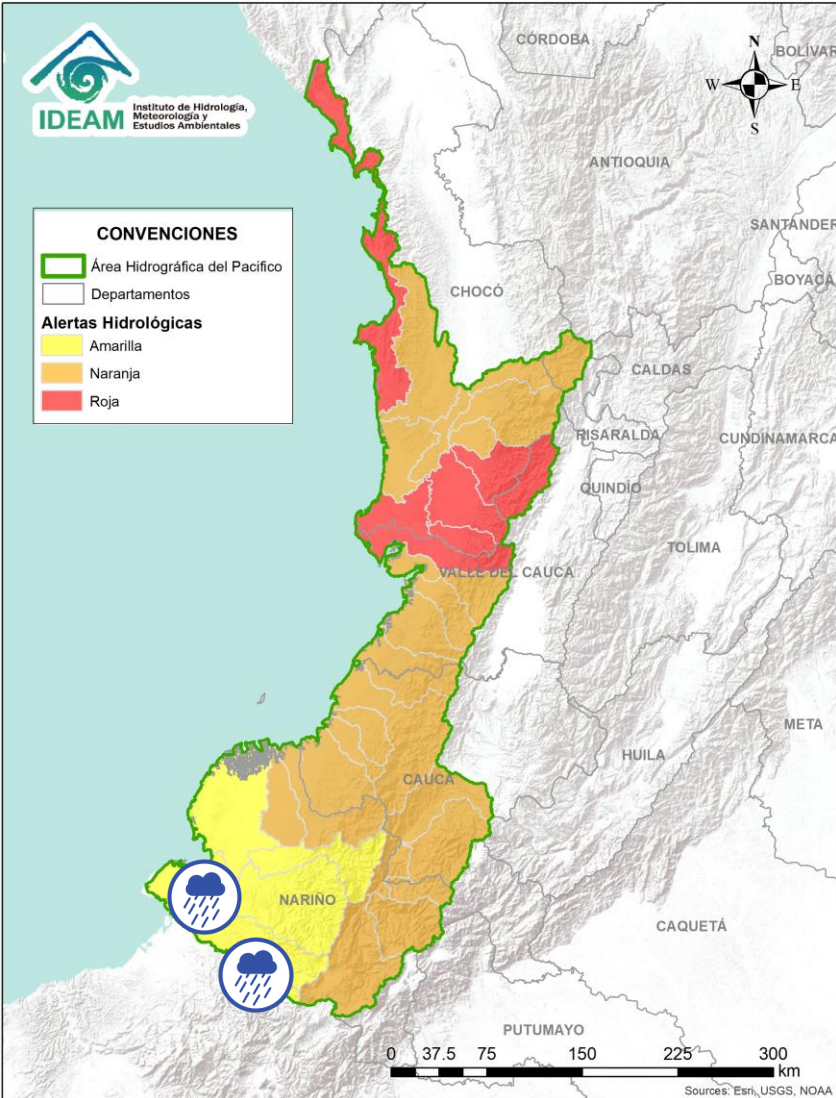 IDEAM
Instituto de Hidrología,
Meteorología y
Estudios Ambientales
N
W
E
S
CÓRDOBA
BOLÍVAR
ANTIOQUIA
SANTANDER
BOYACÁ
CHOCÓ
CALDAS
RISARALDA
CUNDINAMARCA
QUINDÍO
TOLIMA
VALLE DEL CAUCA
META
HUILA
CAUCA
NARIÑO
CAQUETÁ
PUTUMAYO
CONVENCIONES
Área Hidrográfica del Pacifico
Departamentos
Alertas Hidrológicas
Amarilla
Naranja
Roja
0 37.5 75 150 225 300
km
Sources: Esri, USGS, NOAA